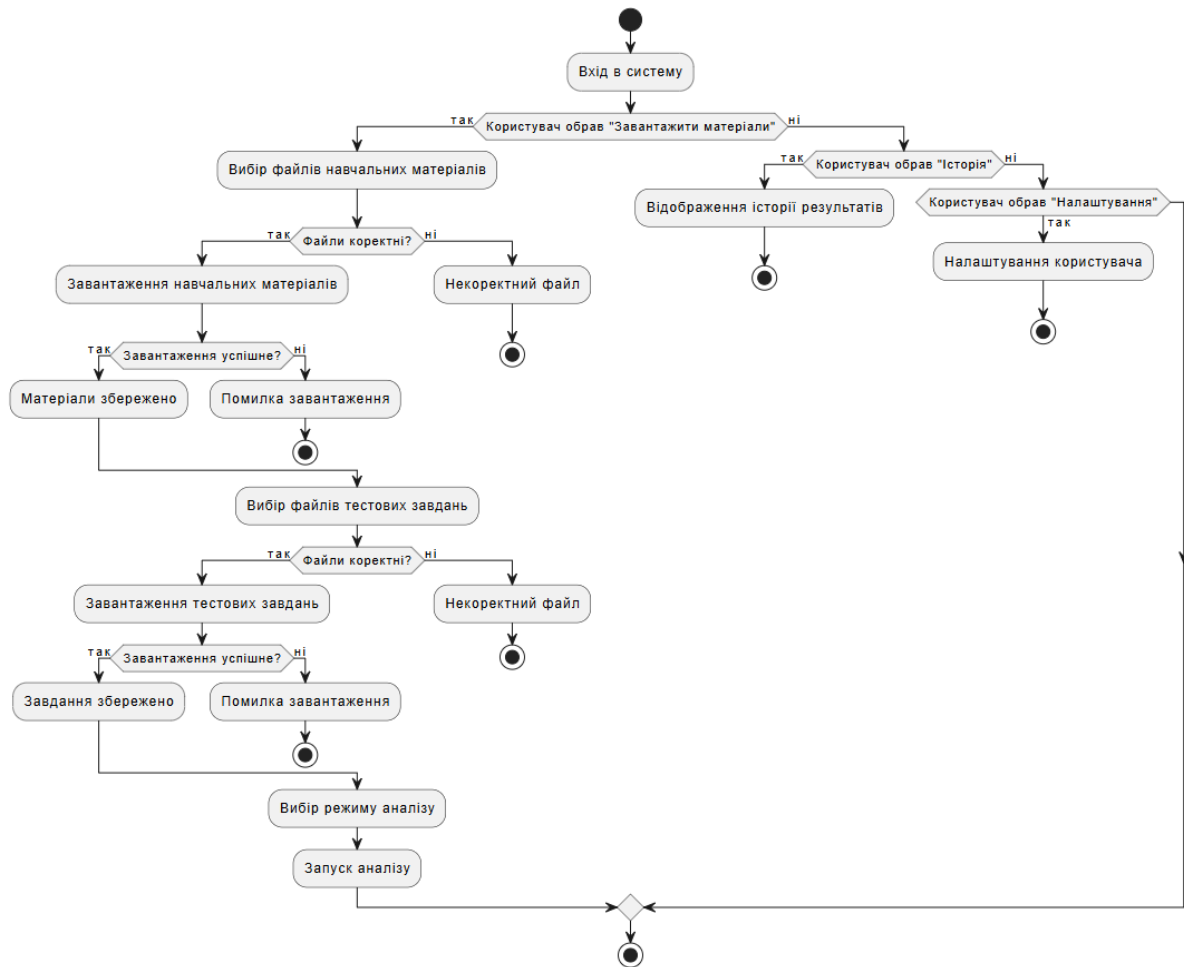 Вхід в систему
так
Користувач обрав "Завантажити матеріали"
ні
Вибір файлів навчальних матеріалів
так
Користувач обрав "Історія"
ні
Відображення історії результатів
Користувач обрав "Налаштування"
так
Налаштування користувача
так
Файли коректні?
ні
Завантаження навчальних матеріалів
Некоректний файл
так
Завантаження успішне?
ні
Матеріали збережено
Помилка завантаження
Вибір файлів тестових завдань
так
Файли коректні?
ні
Завантаження тестових завдань
Некоректний файл
так
Завантаження успішне?
ні
Завдання збережено
Помилка завантаження
Вибір режиму аналізу
Запуск аналізу